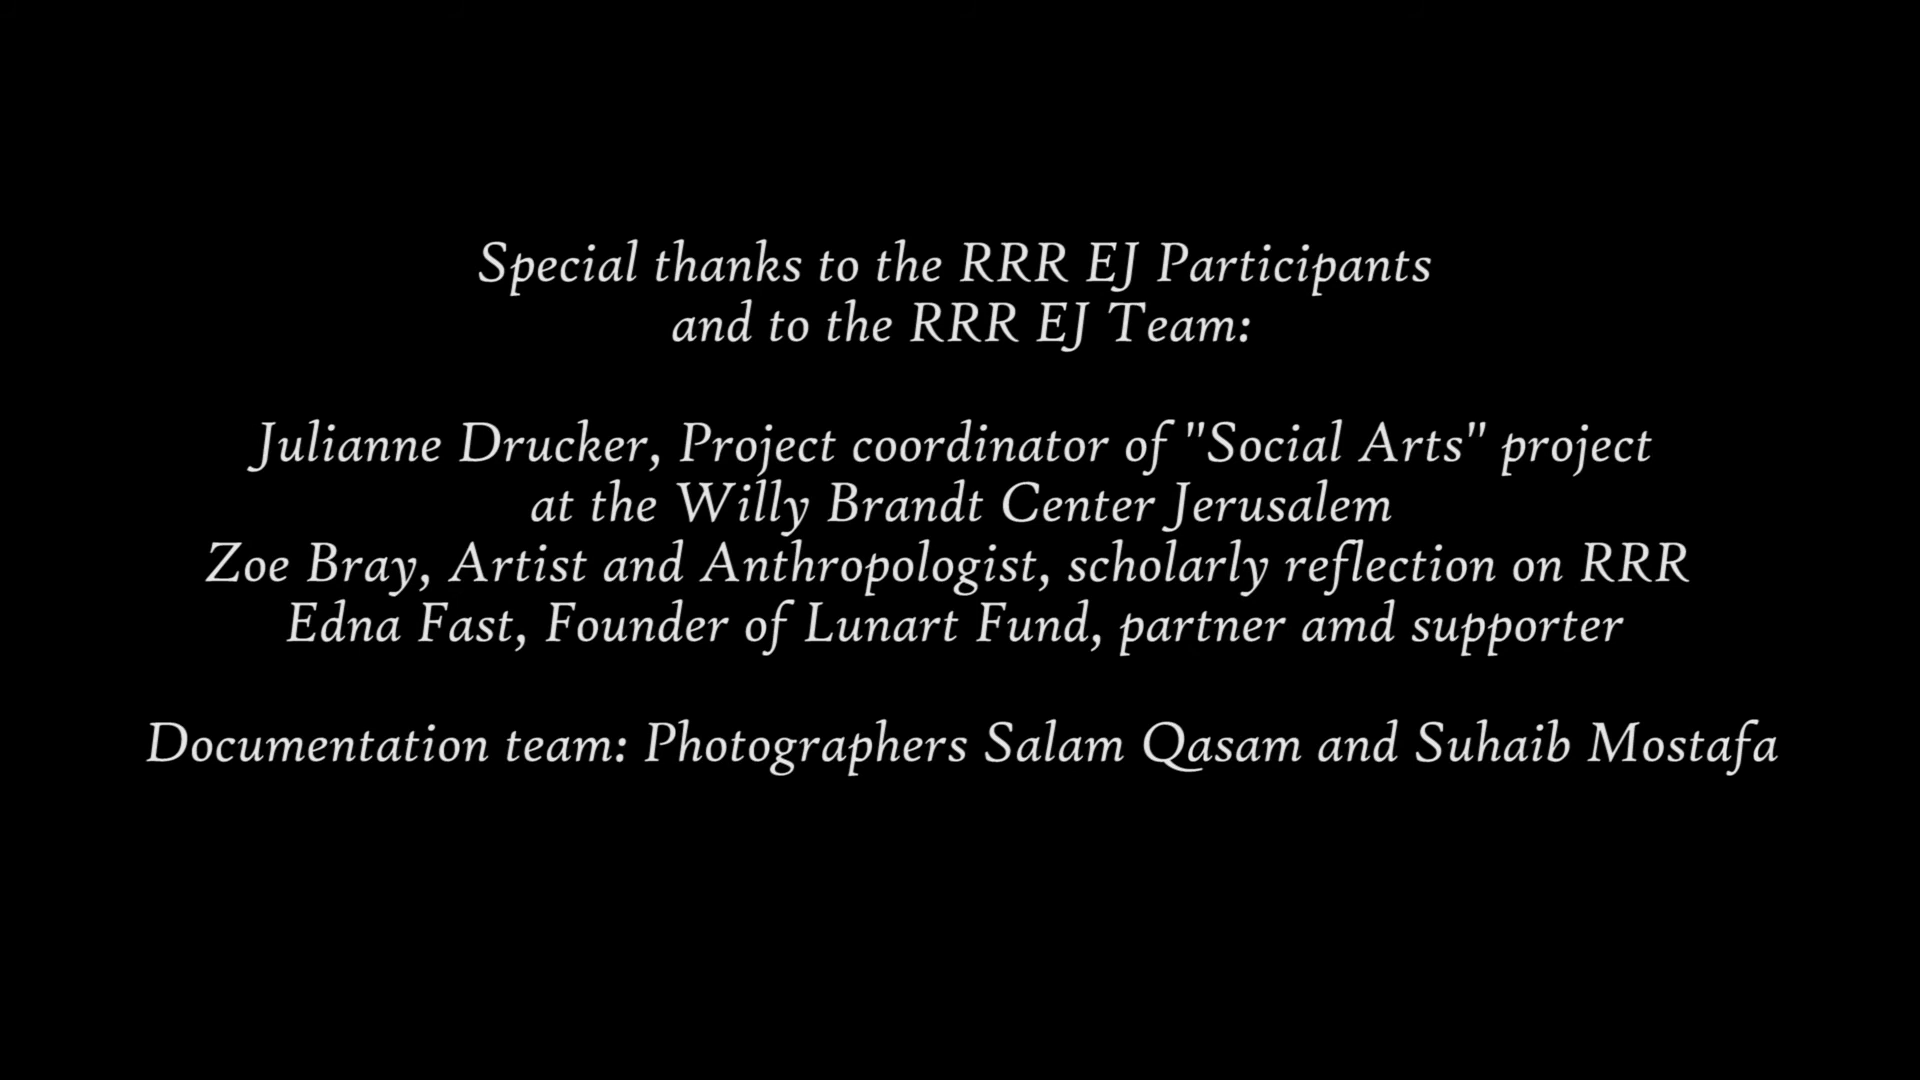 Special thanks to the RRR EJ Participants
and to the RRR EJ Team:
Julianne Drucker, Project coordinator of "Social Arts" project
at the Willy Brandt Center Jerusalem
Zoe Bray, Artist and Anthropologist, scholarly reflection on RRR
Edna Fast, Founder of Lunart Fund, partner amd supporter
Documentation team: Photographers Salam Qasam and Suhaib Mostafa